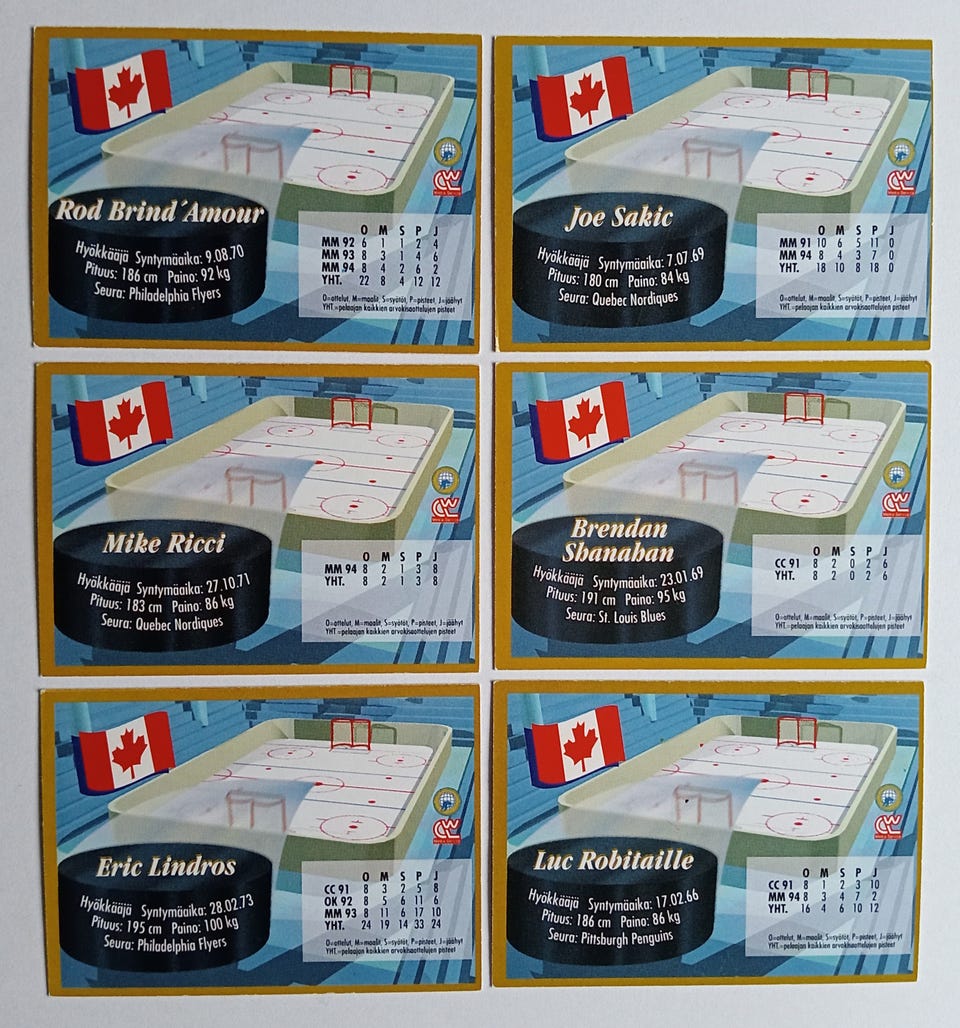 Rod Brind´Amour
Hyökkääjä Syntymäaika: 9.08.70
Pituus: 186 cm Paino: 92 kg
Seura: Philadelphia Flyers
O M S P J
MM 92 6 1 1 2 4
MM 93 8 3 1 4 6
MM 94 8 4 2 6 2
YHT. 22 8 4 12 12
O=ottelut, M=maalit, S=syötöt, P=pisteet, J=jäähyt
YHT.=pelaajan kaikkien arvokisaottelujen pisteet
Joe Sakic
Hyökkääjä Syntymäaika: 7.07.69
Pituus: 180 cm Paino: 84 kg
Seura: Quebec Nordiques
O M S P J
MM 91 10 6 5 11 0
MM 94 8 4 3 7 0
YHT. 18 10 8 18 0
O=ottelut, M=maalit, S=syötöt, P=pisteet, J=jäähyt
YHT.=pelaajan kaikkien arvokisaottelujen pisteet
Mike Ricci
Hyökkääjä Syntymäaika: 27.10.71
Pituus: 183 cm Paino: 86 kg
Seura: Quebec Nordiques
O M S P J
MM 94 8 2 1 3 8
YHT. 8 2 1 3 8
O=ottelut, M=maalit, S=syötöt, P=pisteet, J=jäähyt
YHT.=pelaajan kaikkien arvokisaottelujen pisteet
Brendan
Shanahan
Hyökkääjä Syntymäaika: 23.01.69
Pituus: 191 cm Paino: 95 kg
Seura: St. Louis Blues
O M S P J
CC 91 8 2 0 2 6
YHT. 8 2 0 2 6
O=ottelut, M=maalit, S=syötöt, P=pisteet, J=jäähyt
YHT.=pelaajan kaikkien arvokisaottelujen pisteet
Eric Lindros
Hyökkääjä Syntymäaika: 28.02.73
Pituus: 195 cm Paino: 100 kg
Seura: Philadelphia Flyers
O M S P J
CC 91 8 3 2 5 8
OK 92 8 5 6 11 6
MM 93 8 11 6 17 10
YHT. 24 19 14 33 24
O=ottelut, M=maalit, S=syötöt, P=pisteet, J=jäähyt
YHT.=pelaajan kaikkien arvokisaottelujen pisteet
Luc Robitaille
Hyökkääjä Syntymäaika: 17.02.66
Pituus: 186 cm Paino: 86 kg
Seura: Pittsburgh Penguins
O M S P J
CC 91 8 1 2 3 10
MM 94 8 3 4 7 2
YHT. 16 4 6 10 12
O=ottelut, M=maalit, S=syötöt, P=pisteet, J=jäähyt
YHT.=pelaajan kaikkien arvokisaottelujen pisteet